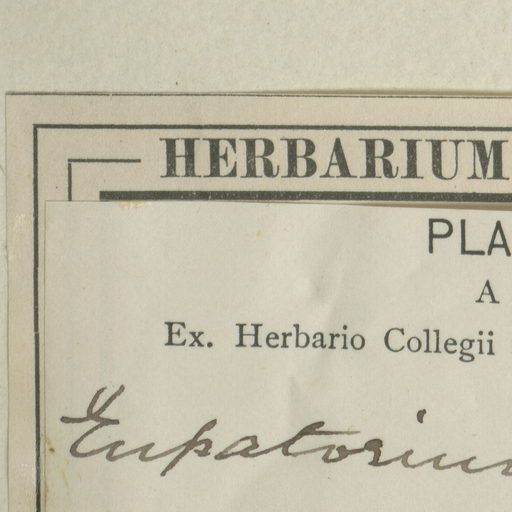 HERBARIUM
PLA
A
Ex. Herbario Collegii
Eupatorium